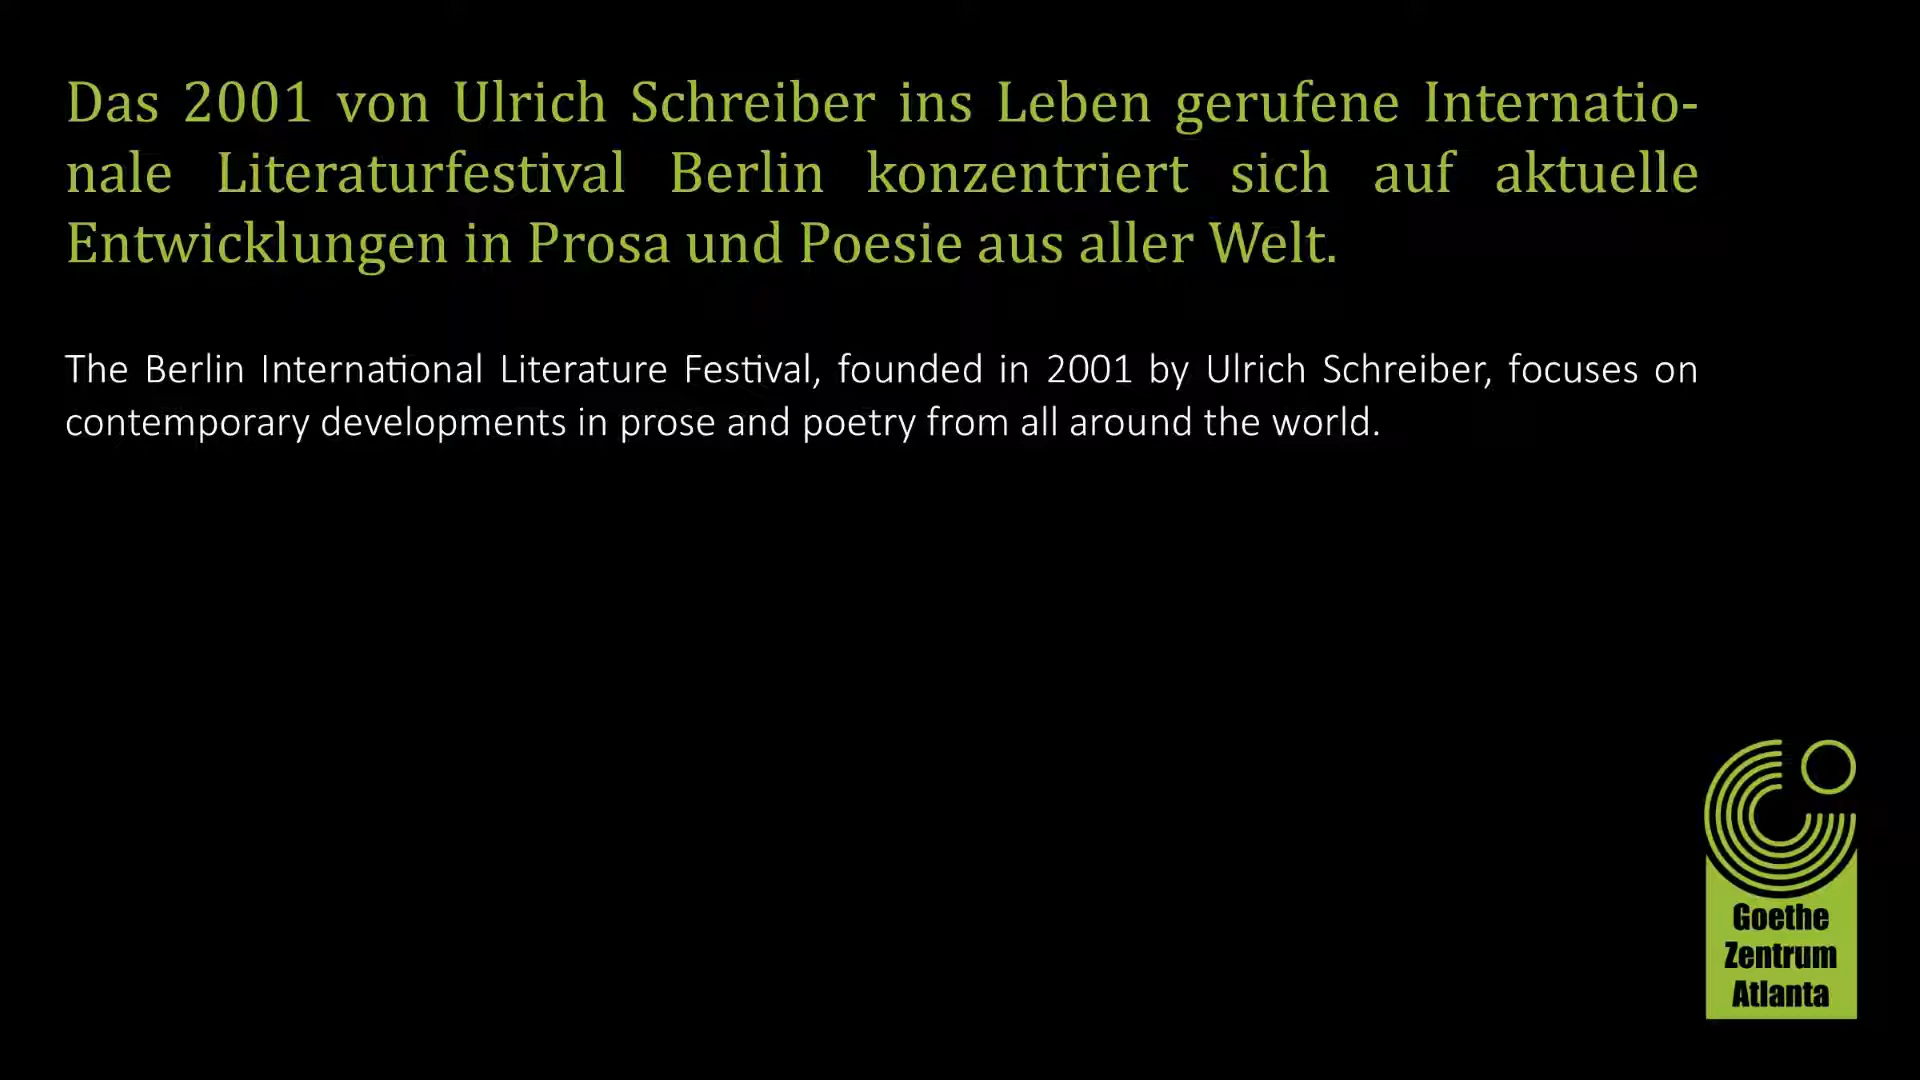 Das 2001 von Ulrich Schreiber ins Leben gerufene Internatio-
nale Literaturfestival Berlin konzentriert sich auf aktuelle
Entwicklungen in Prosa und Poesie aus aller Welt.
The Berlin International Literature Festival, founded in 2001 by Ulrich Schreiber, focuses on
contemporary developments in prose and poetry from all around the world.
Goethe
Zentrum
Atlanta